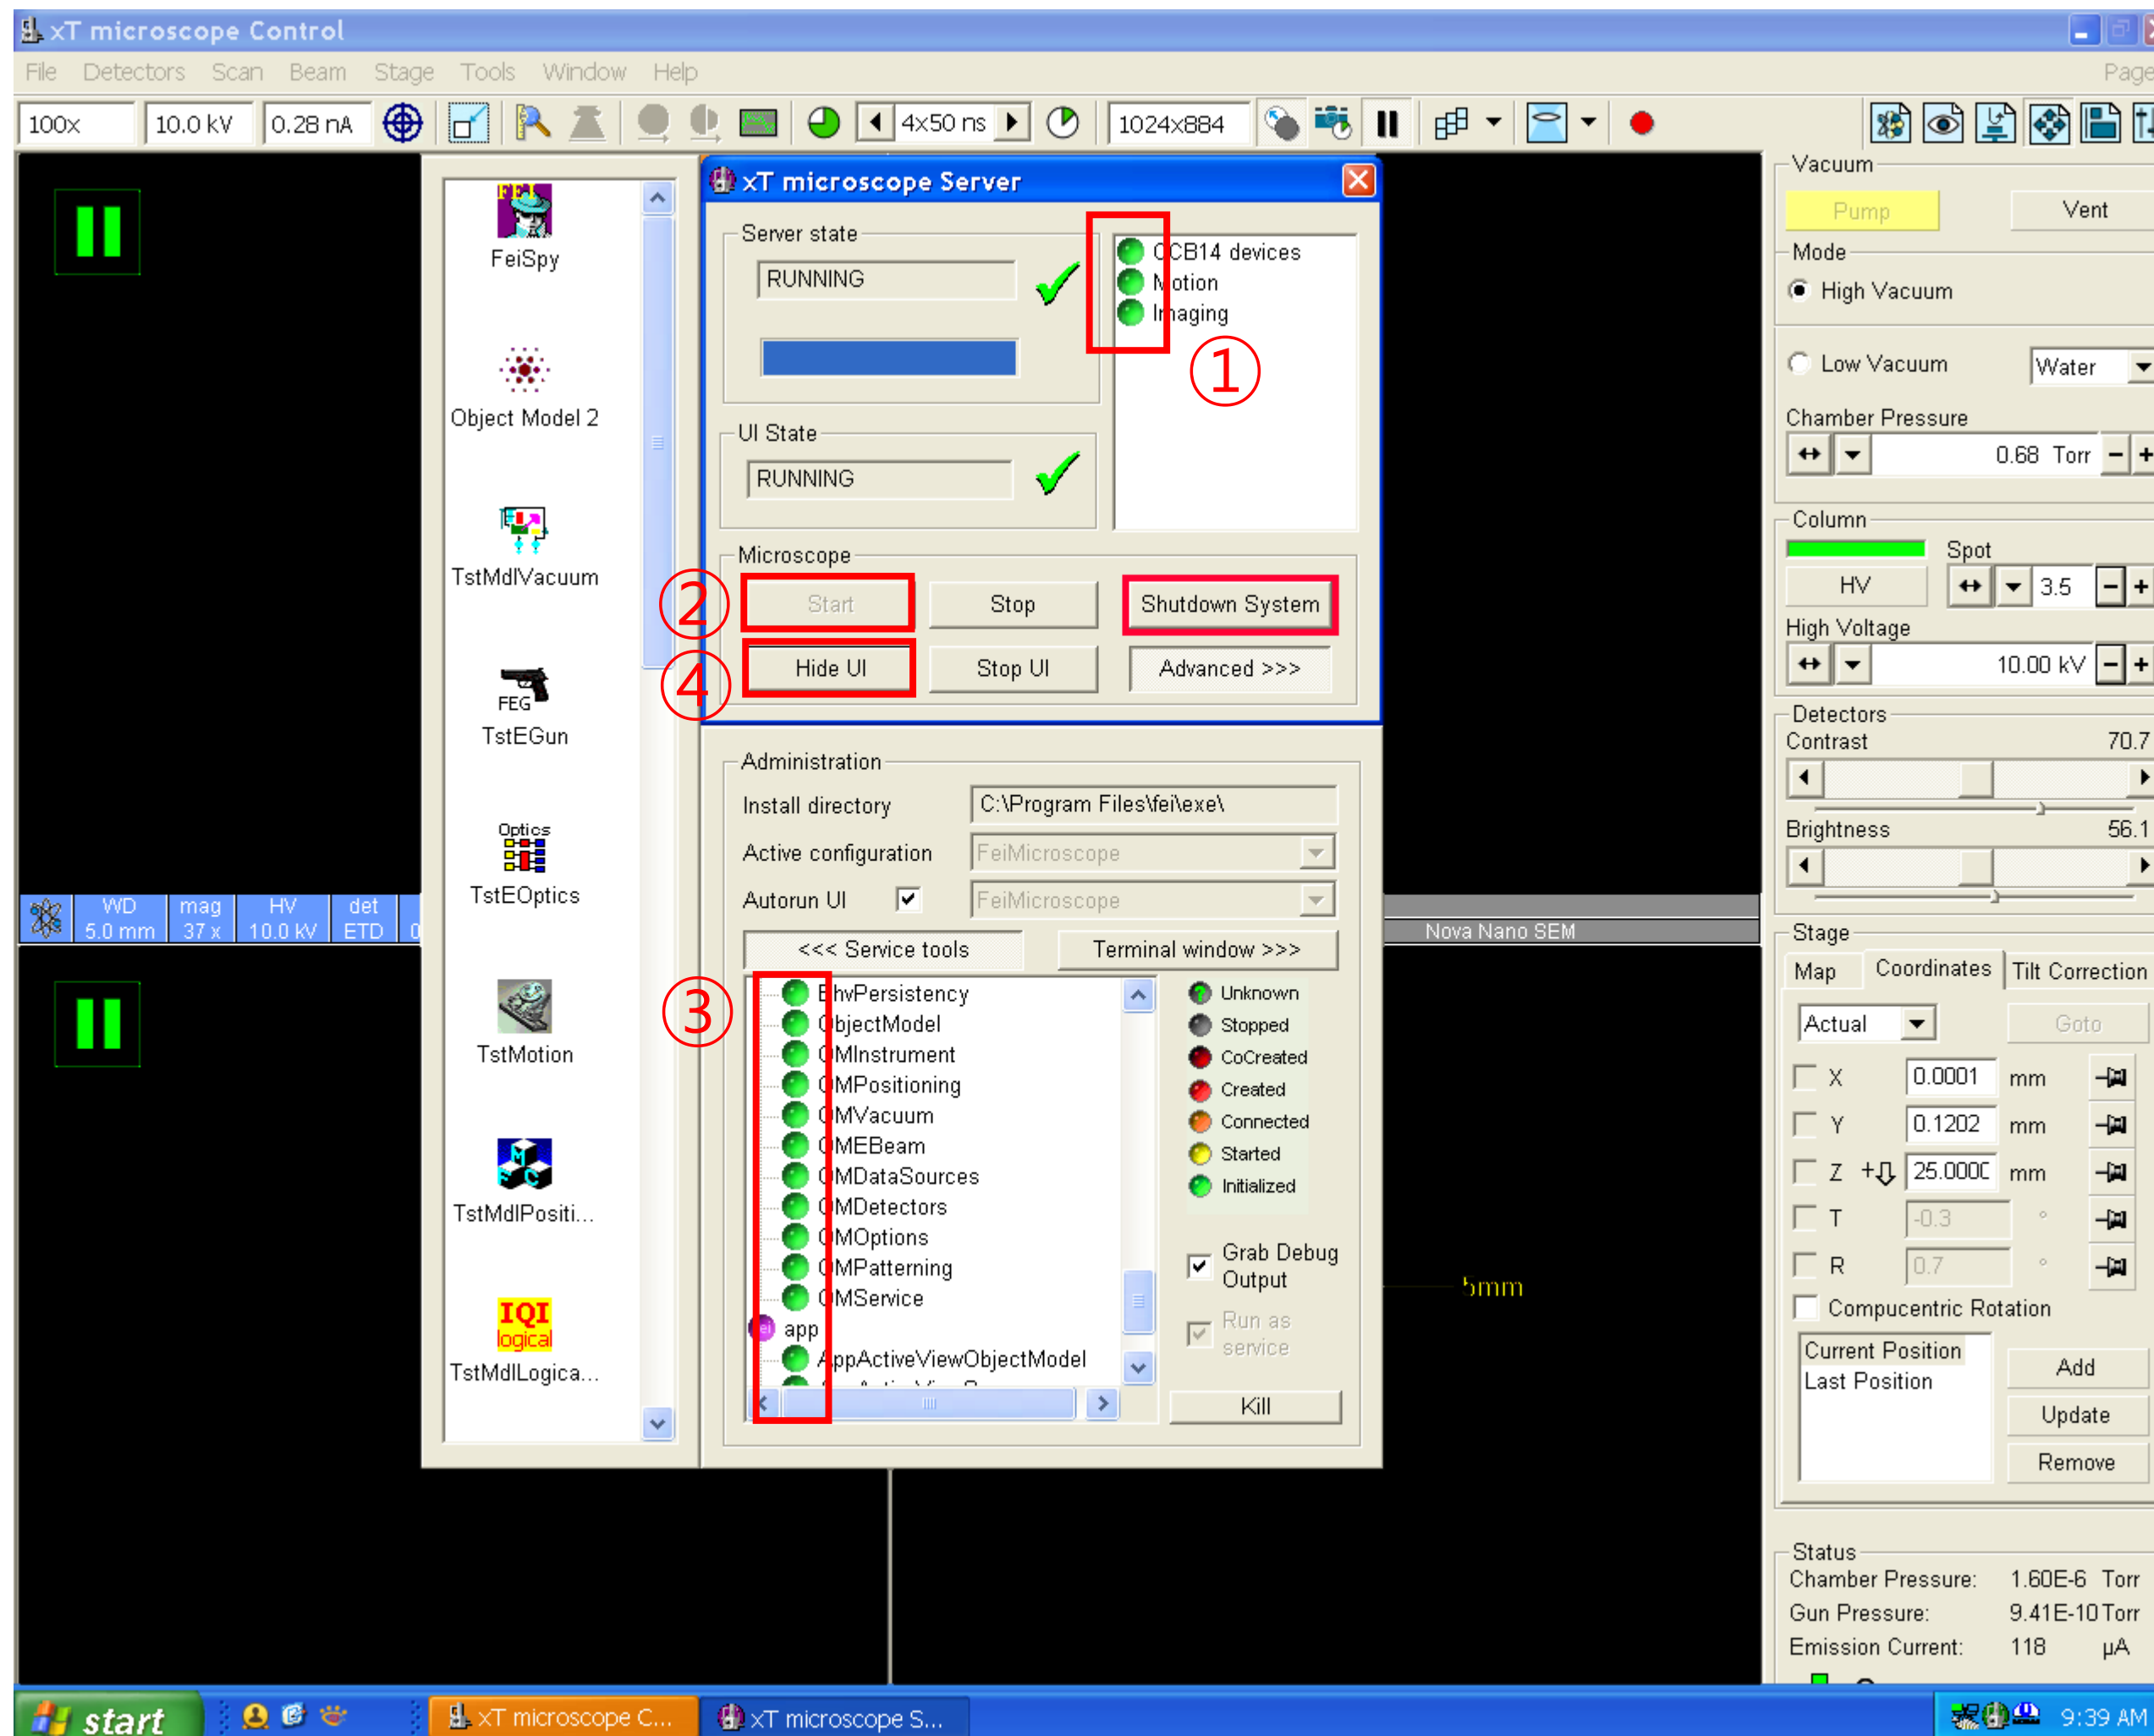 xT microscope Control
File Detectors Scan Beam Stage Tools Window Help
Page
100x 10.0 kV 0.28 nA 4x50 ns 1024x884
FEI
FeiSpy
Object Model 2
TstMdlVacuum
FEG
TstEGun
Optics
TstEOptics
TstMotion
M
F C
TstMdlPositi...
IQI
logical
TstMdlLogica...
xT microscope Server
Server state
RUNNING
CCB14 devices
Motion
Imaging
①
UI State
RUNNING
Microscope
② Start Stop Shutdown System
④ Hide UI Stop UI Advanced >>>
Administration
Install directory C:\Program Files\fei\exe\
Active configuration FeiMicroscope
Autorun UI FeiMicroscope
<<< Service tools Terminal window >>>
③
EhvPersistency
ObjectModel
OMInstrument
OMPositioning
OMVacuum
OMEBeam
OMDataSources
OMDetectors
OMOptions
OMPatterning
OMService
app
AppActiveViewObjectModel
Unknown
Stopped
CoCreated
Created
Connected
Started
Initialized
Grab Debug
Output
Run as
service
Kill
WD mag HV det
5.0 mm 37 x 10.0 kV ETD
Nova Nano SEM
5mm
Vacuum
Pump Vent
Mode
High Vacuum
Low Vacuum Water
Chamber Pressure
0.68 Torr
Column
Spot
HV 3.5
High Voltage
10.00 kV
Detectors
Contrast 70.7
Brightness 56.1
Stage
Map Coordinates Tilt Correction
Actual Goto
X 0.0001 mm
Y 0.1202 mm
Z 25.000 mm
T -0.3 °
R 0.7 °
Compucentric Rotation
Current Position
Last Position
Add
Update
Remove
Status
Chamber Pressure: 1.60E-6 Torr
Gun Pressure: 9.41E-10 Torr
Emission Current: 118 µA
start xT microscope C... xT microscope S... 9:39 AM